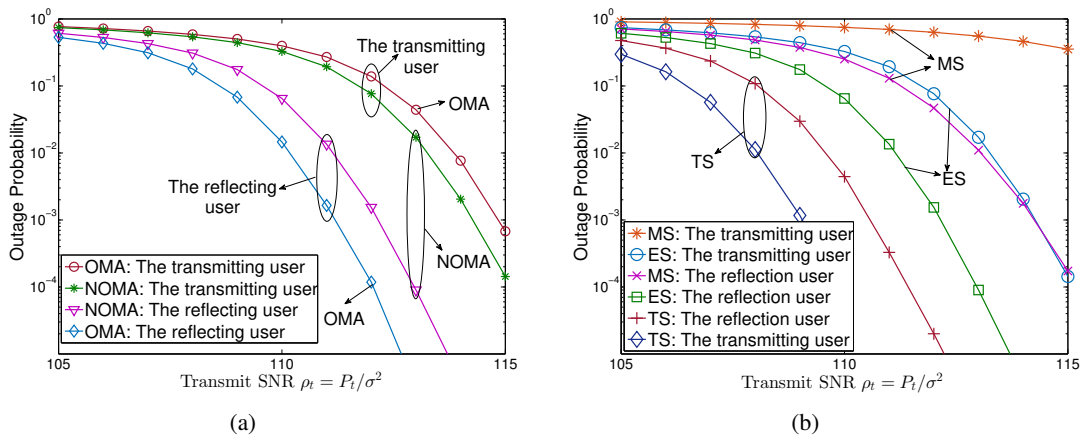 10^0
10^{-1}
10^{-2}
10^{-3}
10^{-4}
Outage Probability
The transmitting
user
OMA
The reflecting
user
NOMA
OMA
OMA: The transmitting user
NOMA: The transmitting user
NOMA: The reflecting user
OMA: The reflecting user
105
110
115
Transmit SNR ρ_t = P_t/σ^2
(a)
10^0
10^{-1}
10^{-2}
10^{-3}
10^{-4}
Outage Probability
MS
TS
ES
MS: The transmitting user
ES: The transmitting user
MS: The reflection user
ES: The reflection user
TS: The reflection user
TS: The transmitting user
105
110
115
Transmit SNR ρ_t = P_t/σ^2
(b)